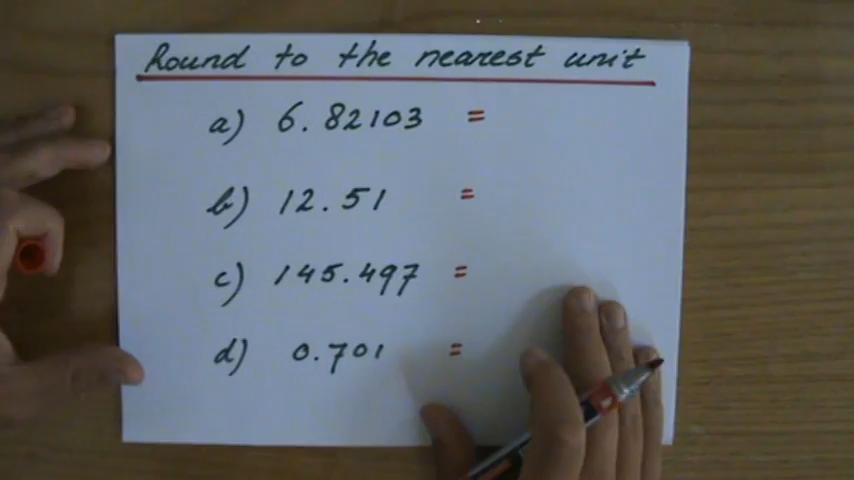 Round to the nearest unit
a) 6.82103 =
b) 12.51 =
c) 145.497 =
d) 0.701 =